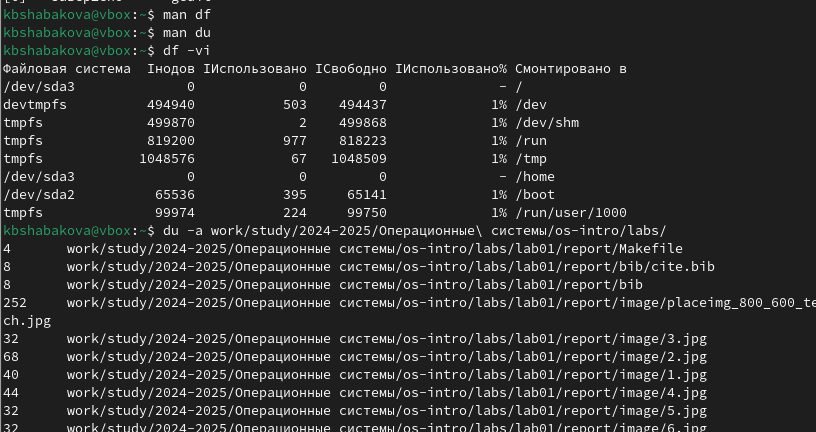 kbshabakova@vbox:~$ man df
kbshabakova@vbox:~$ man du
kbshabakova@vbox:~$ df -vi
Файловая система Iнодов IИспользовано IСвободно IИспользовано% Смонтировано в
/dev/sda3 0 0 0 - /
devtmpfs 494940 503 494437 1% /dev
tmpfs 499870 2 499868 1% /dev/shm
tmpfs 819200 977 818223 1% /run
tmpfs 1048576 67 1048509 1% /tmp
/dev/sda3 0 0 0 - /home
/dev/sda2 65536 395 65141 1% /boot
tmpfs 99974 224 99750 1% /run/user/1000
kbshabakova@vbox:~$ du -a work/study/2024-2025/Операционные\ системы/os-intro/labs/
4 work/study/2024-2025/Операционные системы/os-intro/labs/lab01/report/Makefile
8 work/study/2024-2025/Операционные системы/os-intro/labs/lab01/report/bib/cite.bib
8 work/study/2024-2025/Операционные системы/os-intro/labs/lab01/report/bib
252 work/study/2024-2025/Операционные системы/os-intro/labs/lab01/report/image/placeimg_800_600_te
ch.jpg
32 work/study/2024-2025/Операционные системы/os-intro/labs/lab01/report/image/3.jpg
68 work/study/2024-2025/Операционные системы/os-intro/labs/lab01/report/image/2.jpg
40 work/study/2024-2025/Операционные системы/os-intro/labs/lab01/report/image/1.jpg
44 work/study/2024-2025/Операционные системы/os-intro/labs/lab01/report/image/4.jpg
32 work/study/2024-2025/Операционные системы/os-intro/labs/lab01/report/image/5.jpg
32 work/study/2024-2025/Операционные системы/os-intro/labs/lab01/report/image/6.jpg